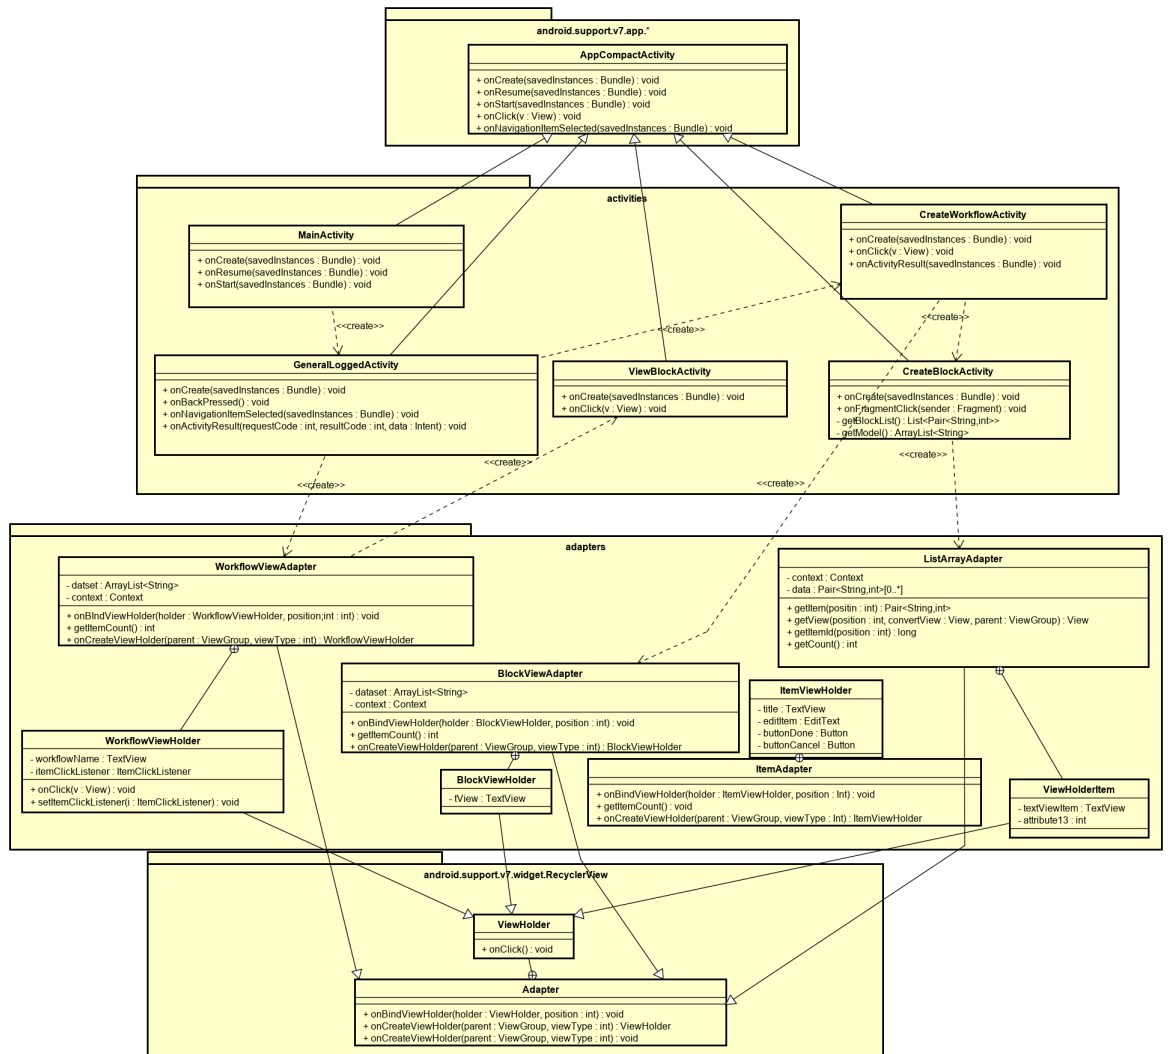 android.support.v7.app.*
AppCompactActivity
+ onCreate(savedInstances : Bundle) : void
+ onResume(savedInstances : Bundle) : void
+ onStart(savedInstances : Bundle) : void
+ onClick(v : View) : void
+ onNavigationItemSelected(savedInstances : Bundle) : void
activities
MainActivity
+ onCreate(savedInstances : Bundle) : void
+ onResume(savedInstances : Bundle) : void
+ onStart(savedInstances : Bundle) : void
CreateWorkflowActivity
+ onCreate(savedInstances : Bundle) : void
+ onClick(v : View) : void
+ onActivityResult(savedInstances : Bundle) : void
<<create>>
<<create>>
<<create>>
GeneralLoggedActivity
+ onCreate(savedInstances : Bundle) : void
+ onBackPressed() : void
+ onNavigationItemSelected(savedInstances : Bundle) : void
+ onActivityResult(requestCode : int, resultCode : int, data : Intent) : void
ViewBlockActivity
+ onCreate(savedInstances : Bundle) : void
+ onClick(v : View) : void
CreateBlockActivity
+ onCreate(savedInstances : Bundle) : void
+ onFragmentClick(sender : Fragment) : void
- getBlockList() : List<Pair<String,int>>
- getModel() : ArrayList<String>
<<create>>
<<create>>
<<create>>
<<create>>
adapters
WorkflowViewAdapter
- datset : ArrayList<String>
- context : Context
+ onBIndViewHolder(holder : WorkflowViewHolder, position;int : int) : void
+ getItemCount() : int
+ onCreateViewHolder(parent : ViewGroup, viewType : int) : WorkflowViewHolder
ListArrayAdapter
- context : Context
- data : Pair<String,int>[0..*]
+ getItem(positin : int) : Pair<String,int>
+ getView(position : int, convertView : View, parent : ViewGroup) : View
+ getItemId(position : int) : long
+ getCount() : int
BlockViewAdapter
- dataset : ArrayList<String>
- context : Context
+ onBindViewHolder(holder : BlockViewHolder, position : int) : void
+ getItemCount() : int
+ onCreateViewHolder(parent : ViewGroup, viewType : int) : BlockViewHolder
ItemViewHolder
- title : TextView
- editItem : EditText
- buttonDone : Button
- buttonCancel : Button
WorkflowViewHolder
- workflowName : TextView
- itemClickListener : ItemClickListener
+ onClick(v : View) : void
+ setItemClickListener(i : ItemClickListener) : void
BlockViewHolder
- tView : TextView
ItemAdapter
+ onBindViewHolder(holder : ItemViewHolder, position : Int) : void
+ getItemCount() : void
+ onCreateViewHolder(parent : ViewGroup, viewType : Int) : ItemViewHolder
ViewHolderItem
- textViewItem : TextView
- attribute13 : int
android.support.v7.widget.RecyclerView
ViewHolder
+ onClick() : void
Adapter
+ onBindViewHolder(holder : ViewHolder, position : int) : void
+ onCreateViewHolder(parent : ViewGroup, viewType : int) : ViewHolder
+ onCreateViewHolder(parent : ViewGroup, viewType : int) : void